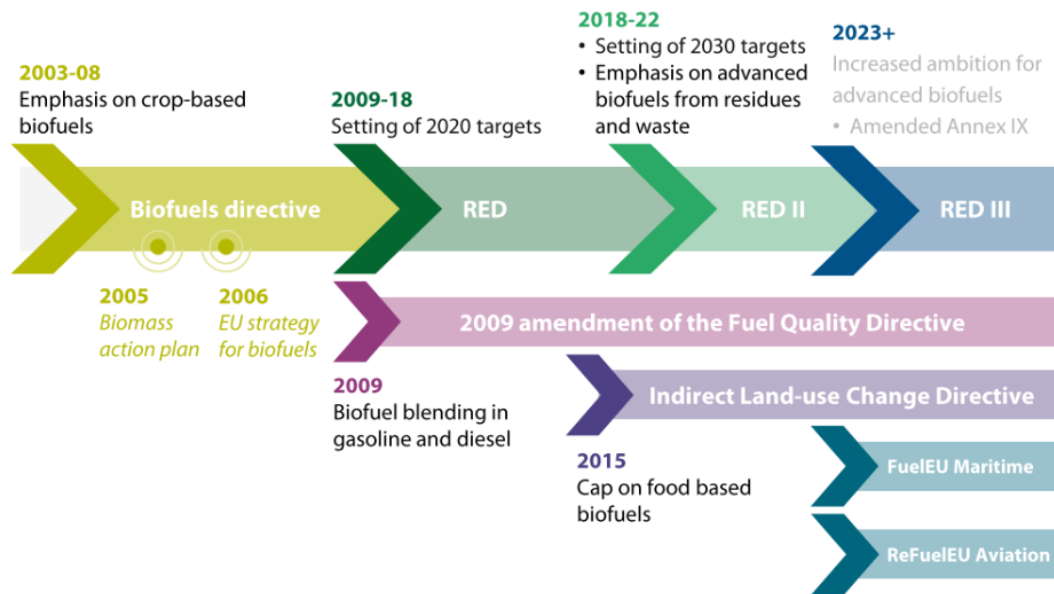 2003-08
Emphasis on crop-based
biofuels
2009-18
Setting of 2020 targets
2018-22
• Setting of 2030 targets
• Emphasis on advanced
biofuels from residues
and waste
2023+
Increased ambition for
advanced biofuels
• Amended Annex IX
Biofuels directive
RED
RED II
RED III
2005
Biomass
action plan
2006
EU strategy
for biofuels
2009 amendment of the Fuel Quality Directive
2009
Biofuel blending in
gasoline and diesel
Indirect Land-use Change Directive
2015
Cap on food based
biofuels
FuelEU Maritime
ReFuelEU Aviation